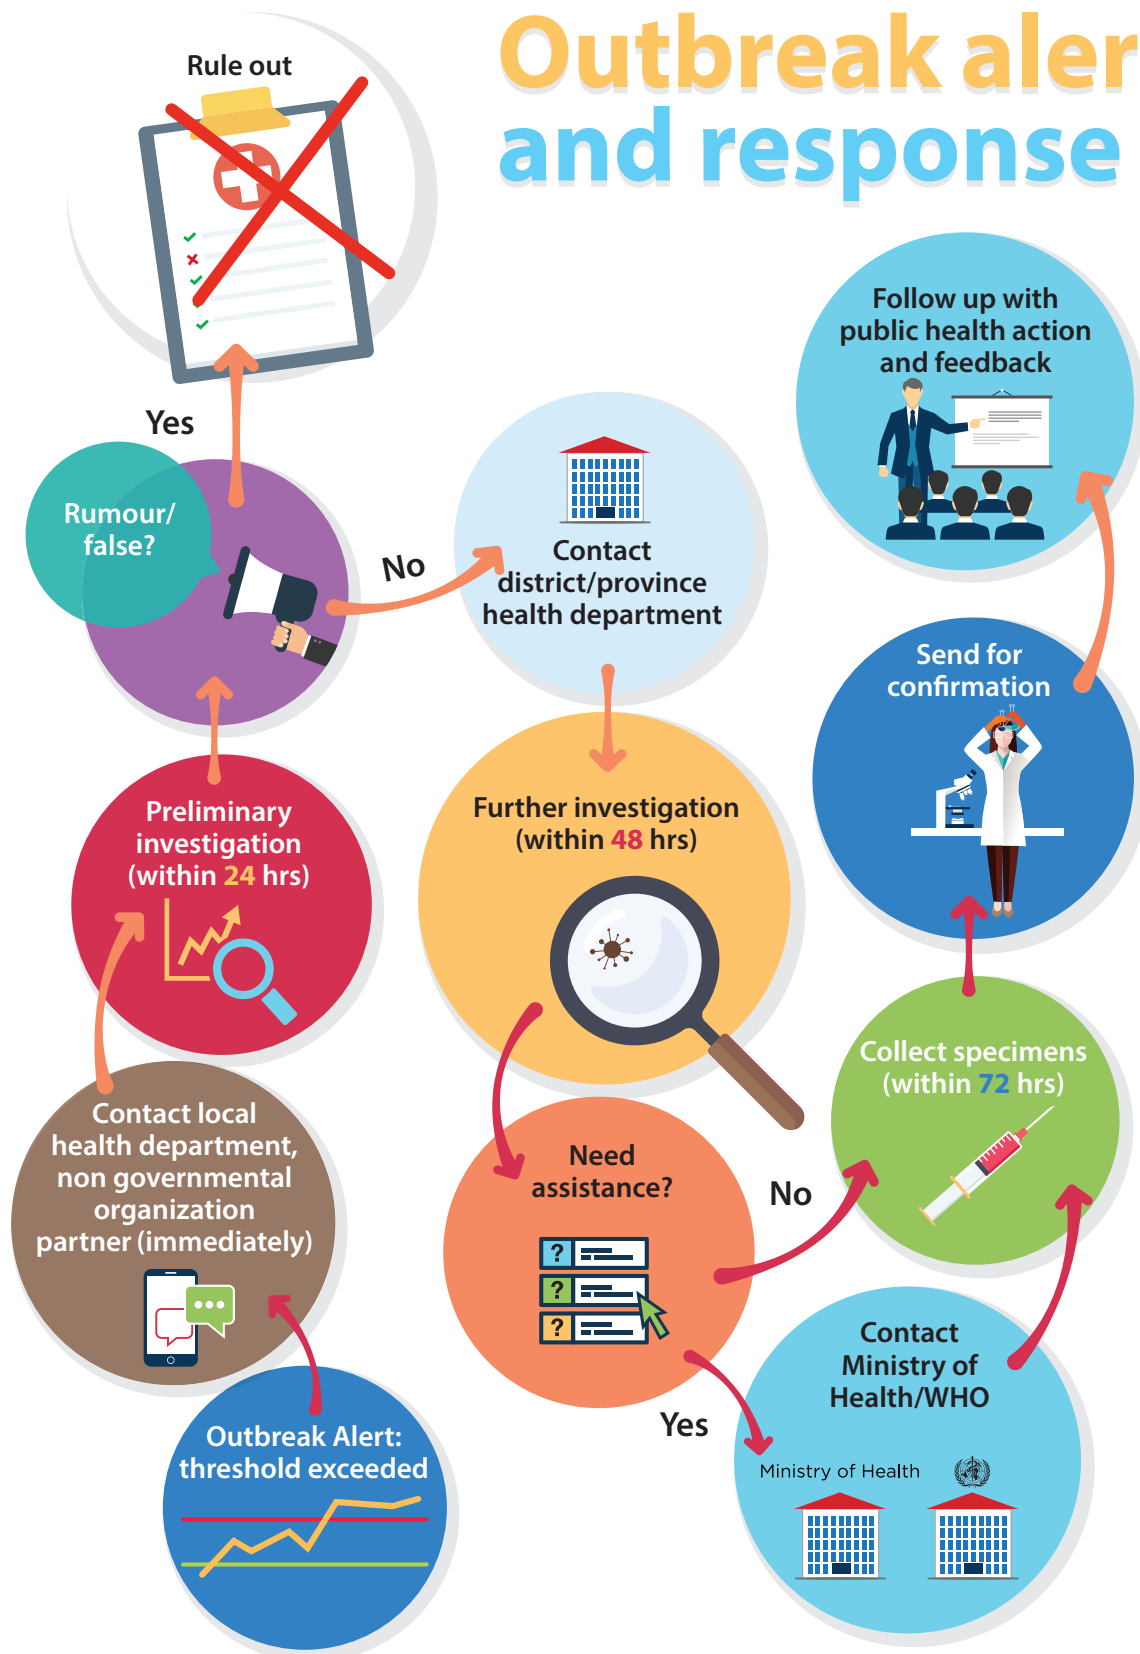 Outbreak aler
and response
Rule out
Yes
Rumour/
false?
No
Contact
district/province
health department
Follow up with
public health action
and feedback
Send for
confirmation
Preliminary
investigation
(within 24 hrs)
Further investigation
(within 48 hrs)
Collect specimens
(within 72 hrs)
Contact local
health department,
non governmental
organization
partner (immediately)
Need
assistance?
No
?
?
?
Yes
Contact
Ministry of
Health/WHO
Ministry of Health
Outbreak Alert:
threshold exceeded